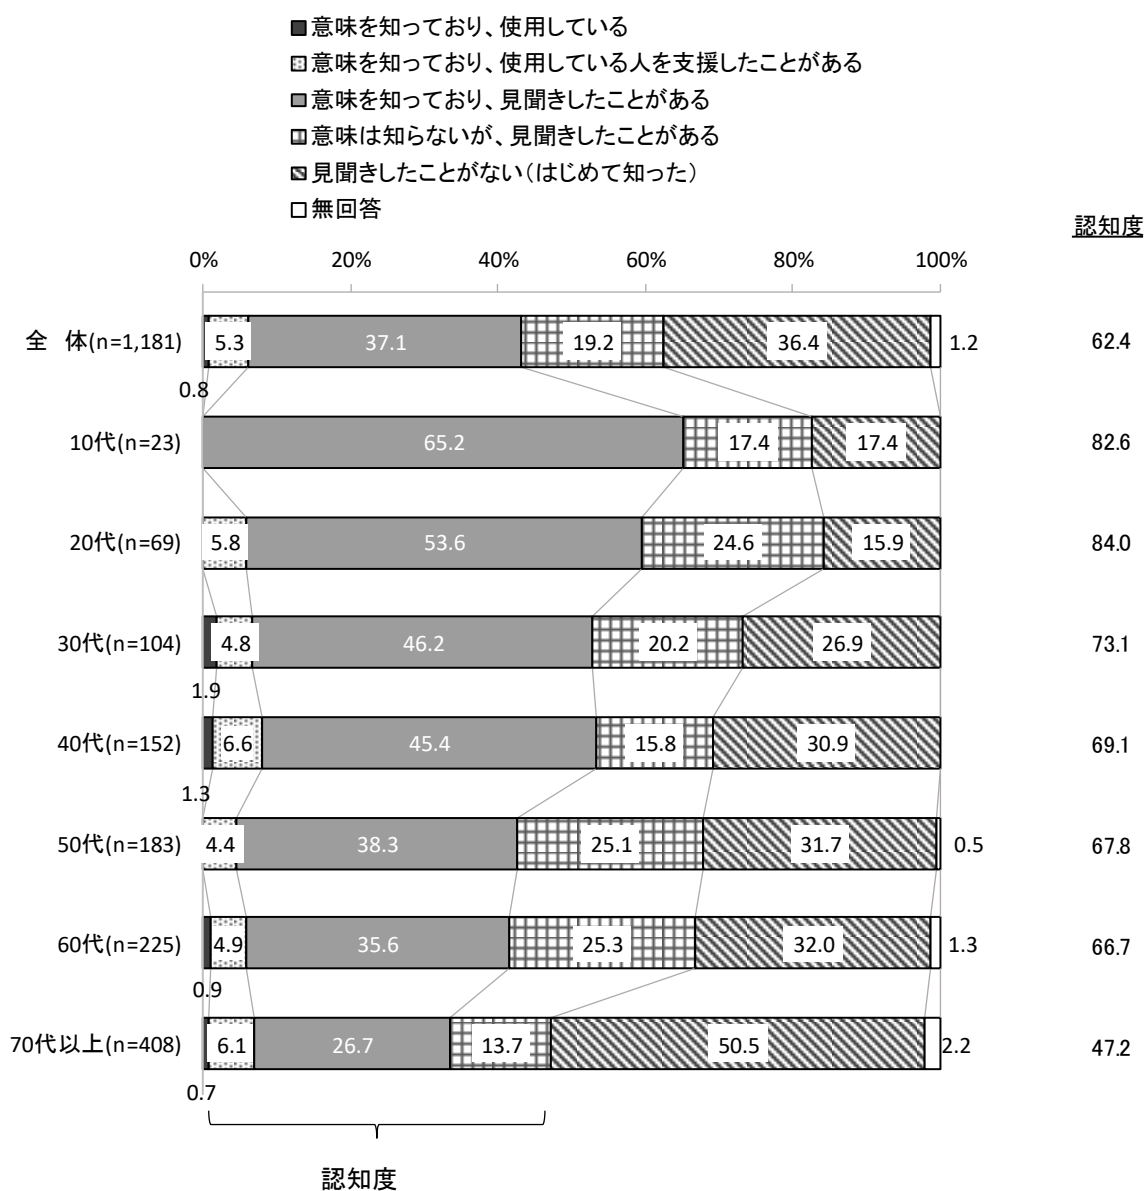 意味を知っており、使用している
意味を知っており、使用している人を支援したことがある
意味を知っており、見聞きしたことがある
意味は知らないが、見聞きしたことがある
見聞きしたことがない（はじめて知った）
無回答
認知度
0% 20% 40% 60% 80% 100%
全 体(n=1,181) 5.3 37.1 19.2 36.4 1.2 62.4
0.8
10代(n=23) 65.2 17.4 17.4 82.6
20代(n=69) 5.8 53.6 24.6 15.9 84.0
30代(n=104) 4.8 46.2 20.2 26.9 73.1
1.9
40代(n=152) 6.6 45.4 15.8 30.9 69.1
1.3
50代(n=183) 4.4 38.3 25.1 31.7 0.5 67.8
60代(n=225) 4.9 35.6 25.3 32.0 1.3 66.7
0.9
70代以上(n=408) 6.1 26.7 13.7 50.5 2.2 47.2
0.7
認知度